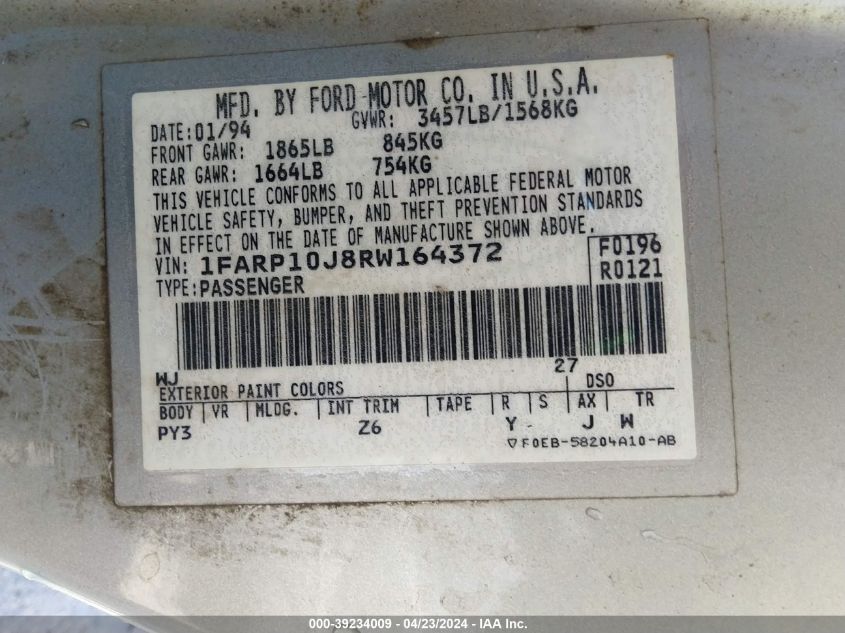 MFD. BY FORD MOTOR CO. IN U.S.A.
DATE: 01/94 GVWR: 3457LB/1568KG
FRONT GAWR: 1865LB 845KG
REAR GAWR: 1664LB 754KG
THIS VEHICLE CONFORMS TO ALL APPLICABLE FEDERAL MOTOR
VEHICLE SAFETY, BUMPER, AND THEFT PREVENTION STANDARDS
IN EFFECT ON THE DATE OF MANUFACTURE SHOWN ABOVE.
VIN: 1FARP10J8RW164372 F0196
TYPE: PASSENGER R0121
WJ 27
EXTERIOR PAINT COLORS DSO
BODY VR MLDG. INT TRIM TAPE R S AX TR
PY3 Z6 Y J W
▽F0EB-58204A10-AB
000-39234009 - 04/23/2024 - IAA, Inc.